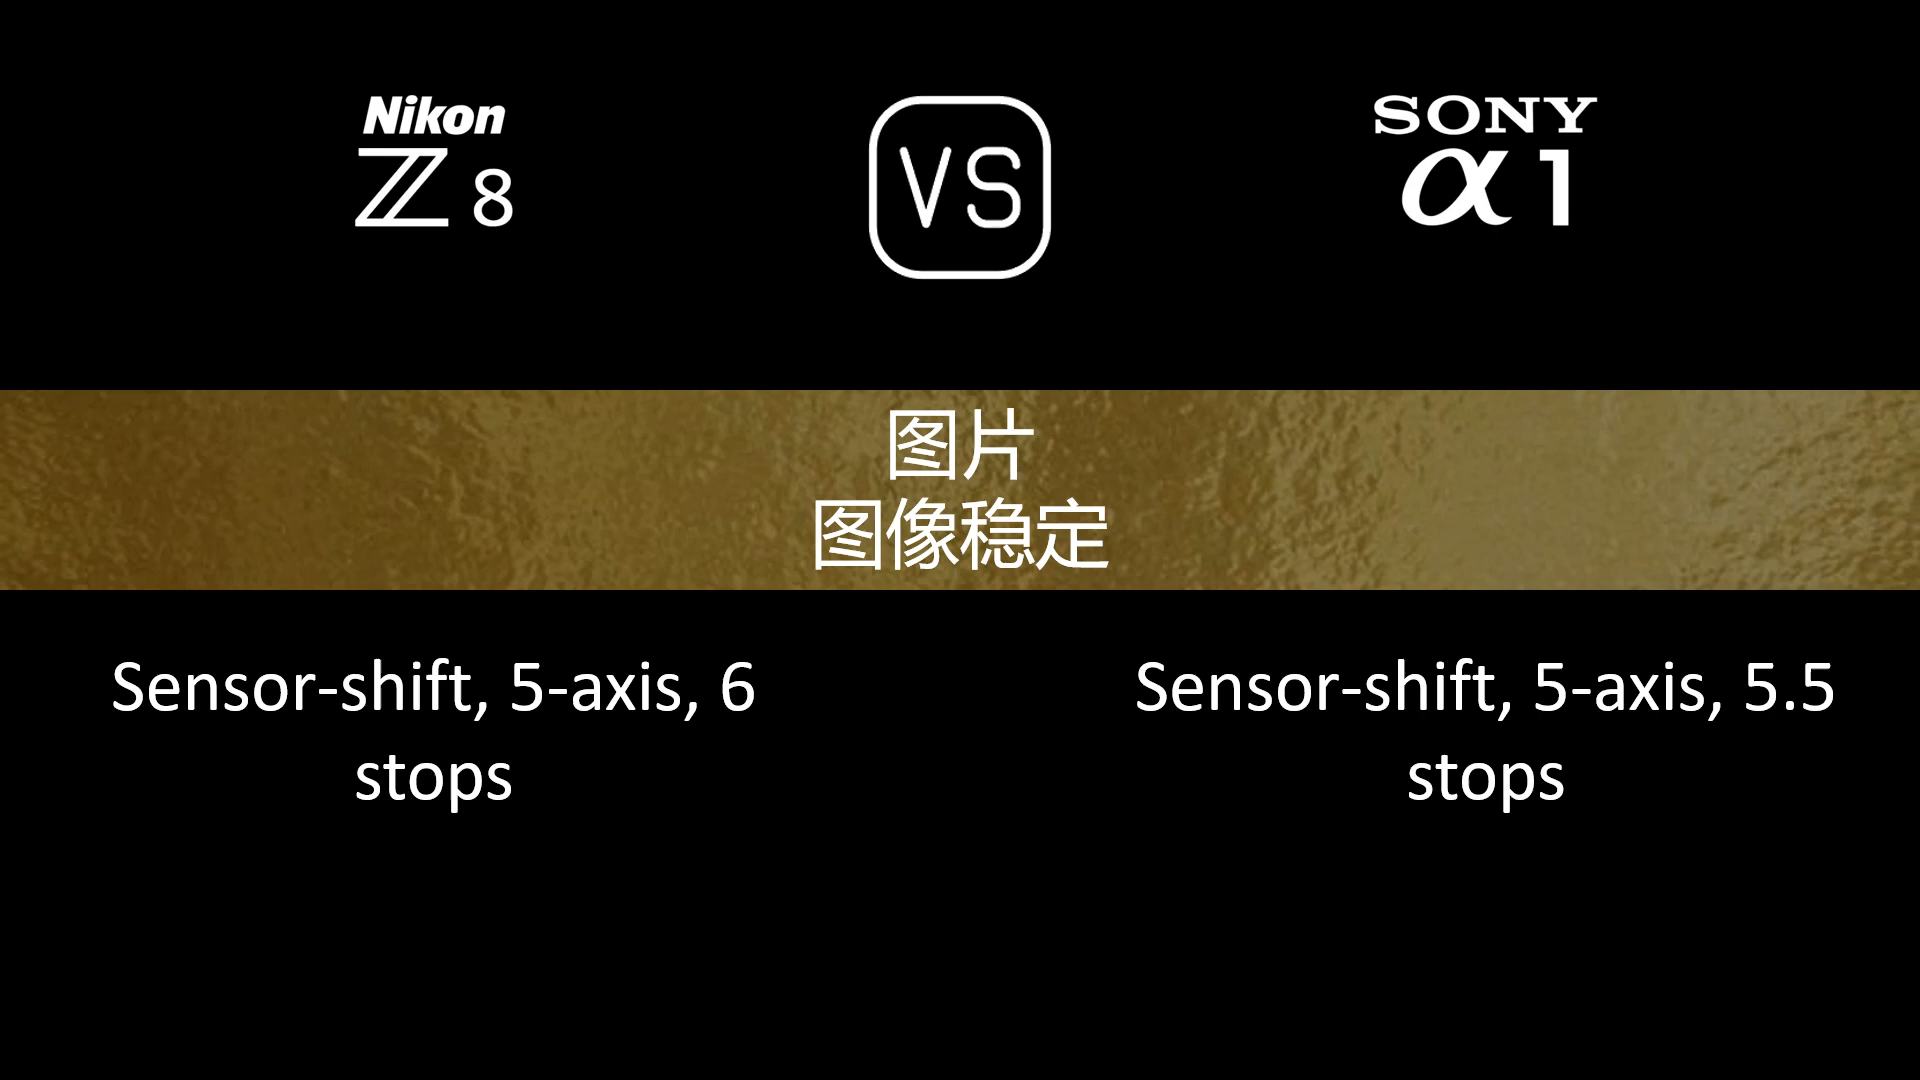 Nikon
Z 8
VS
SONY
α1
图片
图像稳定
Sensor-shift, 5-axis, 6
stops
Sensor-shift, 5-axis, 5.5
stops